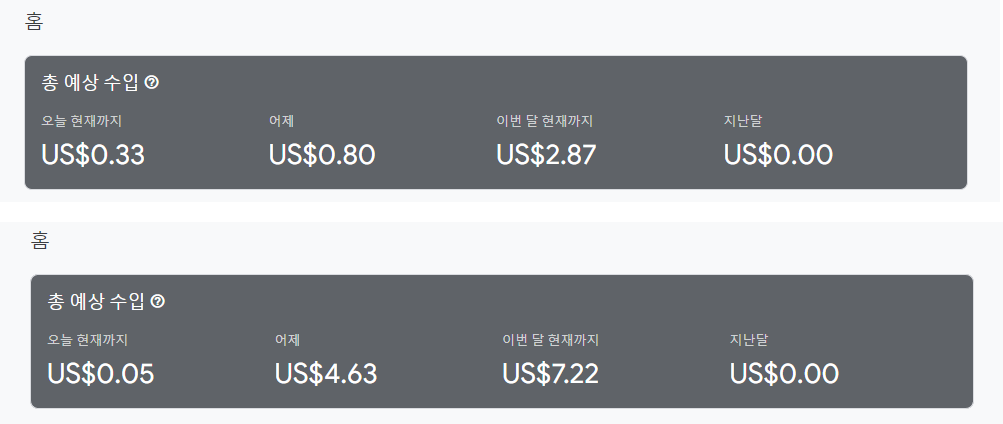 홈
총 예상 수입 ?
오늘 현재까지 어제 이번 달 현재까지 지난달
US$0.33 US$0.80 US$2.87 US$0.00
홈
총 예상 수입 ?
오늘 현재까지 어제 이번 달 현재까지 지난달
US$0.05 US$4.63 US$7.22 US$0.00